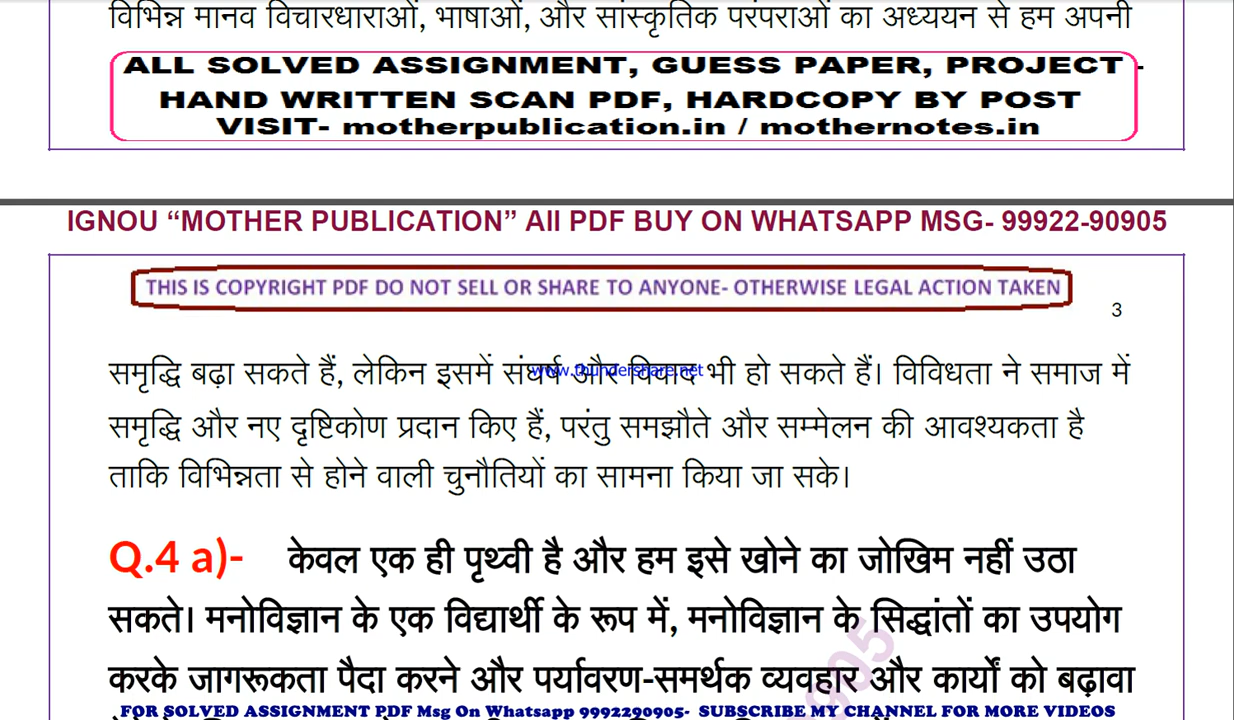 विभिन्न मानव विचारधाराओं, भाषाओं, और सांस्कृतिक परंपराओं का अध्ययन से हम अपनी
ALL SOLVED ASSIGNMENT, GUESS PAPER, PROJECT -
HAND WRITTEN SCAN PDF, HARDCOPY BY POST
VISIT- motherpublication.in / mothernotes.in
IGNOU “MOTHER PUBLICATION” All PDF BUY ON WHATSAPP MSG- 99922-90905
THIS IS COPYRIGHT PDF DO NOT SELL OR SHARE TO ANYONE- OTHERWISE LEGAL ACTION TAKEN
3
समृद्धि बढ़ा सकते हैं, लेकिन इसमें संघर्ष और विवाद भी हो सकते हैं। विविधता ने समाज में
www.thundershare.net
समृद्धि और नए दृष्टिकोण प्रदान किए हैं, परंतु समझौते और सम्मेलन की आवश्यकता है
ताकि विभिन्नता से होने वाली चुनौतियों का सामना किया जा सके।
Q.4 a)- केवल एक ही पृथ्वी है और हम इसे खोने का जोखिम नहीं उठा
सकते। मनोविज्ञान के एक विद्यार्थी के रूप में, मनोविज्ञान के सिद्धांतों का उपयोग
करके जागरूकता पैदा करने और पर्यावरण-समर्थक व्यवहार और कार्यों को बढ़ावा
FOR SOLVED ASSIGNMENT PDF Msg On Whatsapp 9992290905- SUBSCRIBE MY CHANNEL FOR MORE VIDEOS